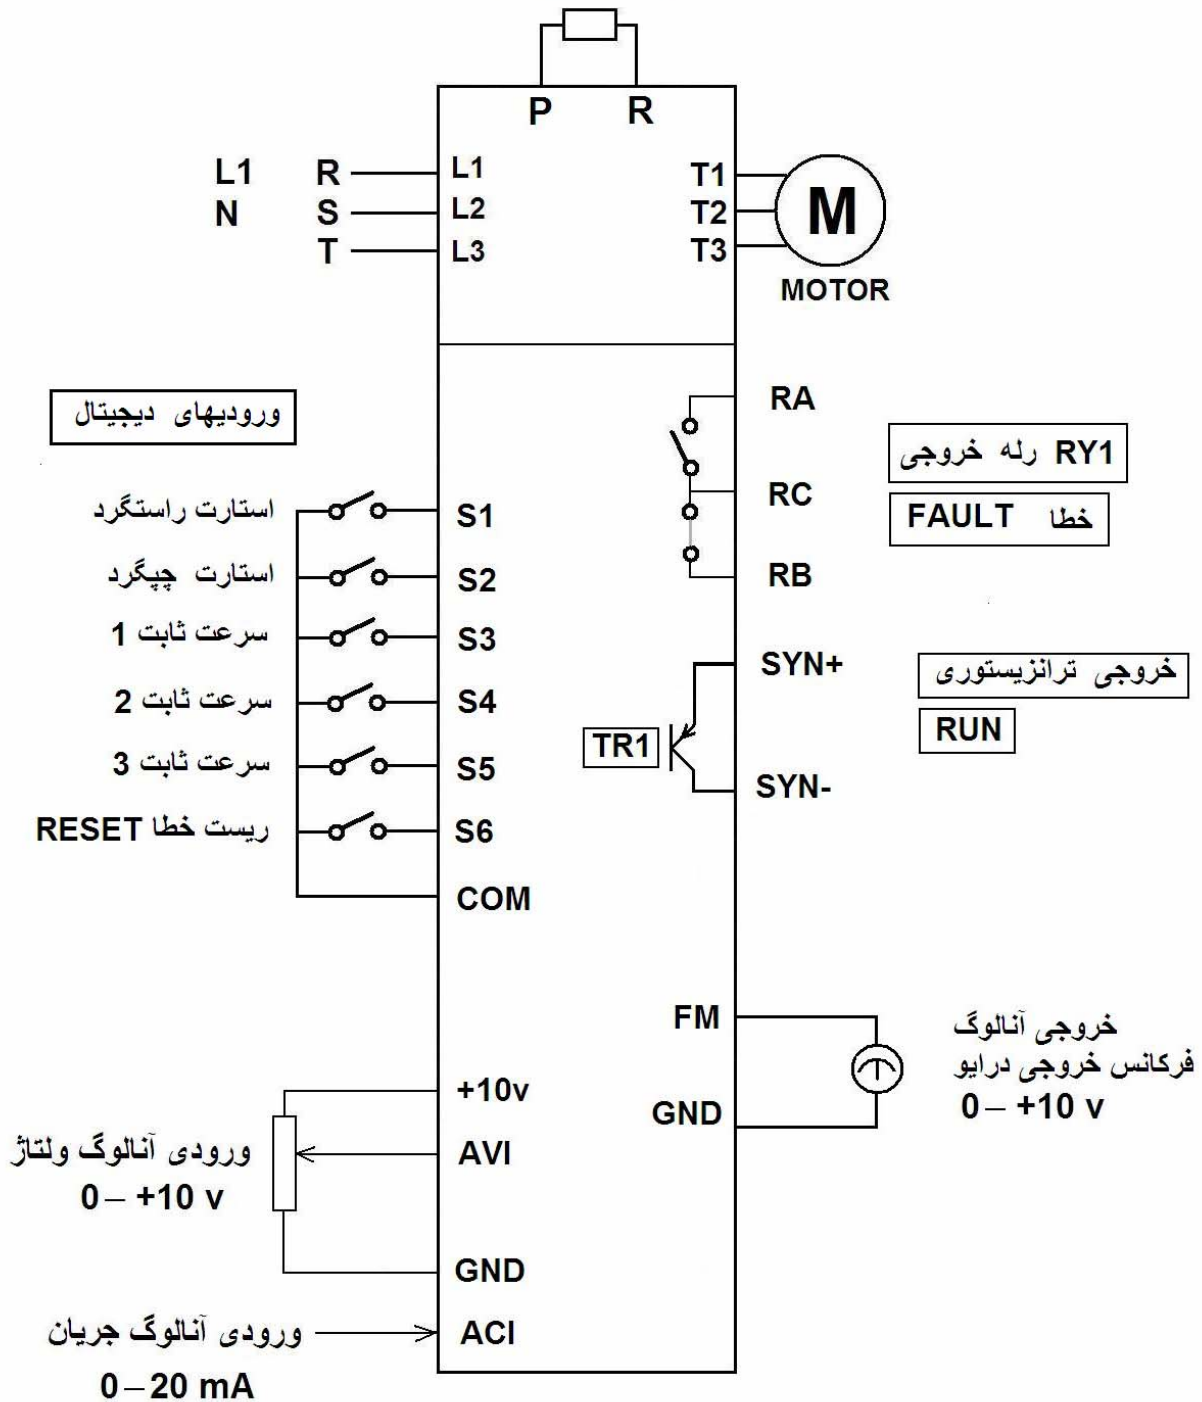 P R
L1 R L1 T1
N S L2 T2
T L3 T3
M
MOTOR
ورودیهای دیجیتال
استارت راستگرد S1
استارت چپگرد S2
سرعت ثابت 1 S3
سرعت ثابت 2 S4
سرعت ثابت 3 S5
ریست خطا RESET S6
COM
RA
RC
RB
RY1 رله خروجی
خطا FAULT
SYN+
TR1
SYN-
خروجی ترانزیستوری
RUN
FM
GND
خروجی آنالوگ
فرکانس خروجی درایو
0 – +10 v
+10v
AVI
ورودی آنالوگ ولتاژ
0 – +10 v
GND
ورودی آنالوگ جریان ACI
0 – 20 mA